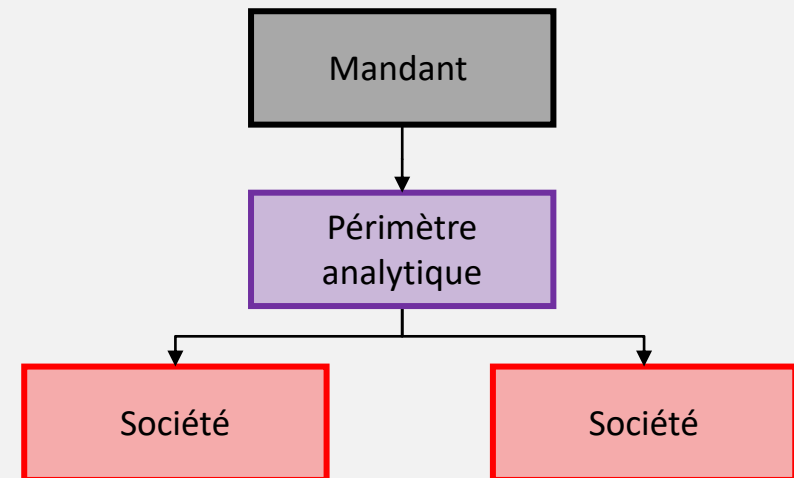 Mandant
Périmètre
analytique
Société
Société